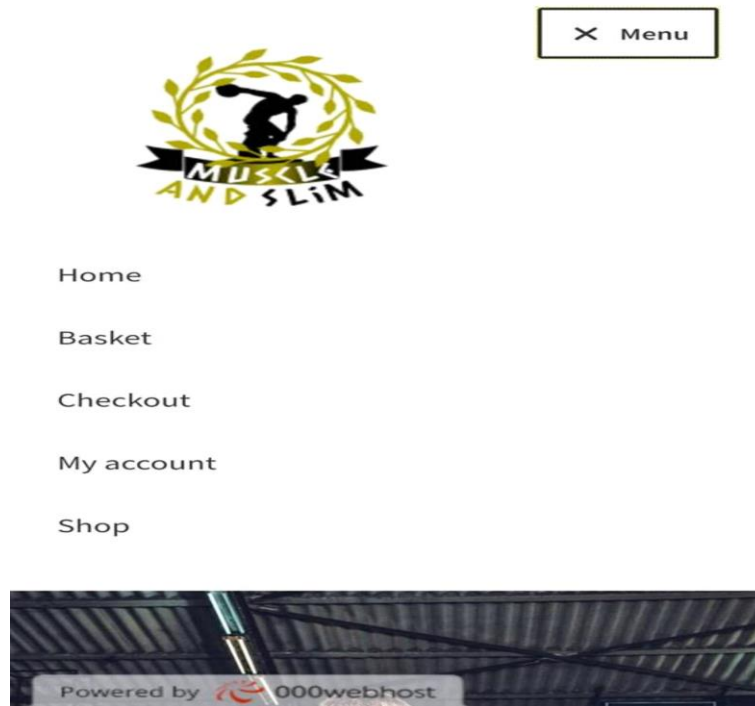 Menu
MUSCLE
AND SLiM
Home
Basket
Checkout
My account
Shop
Powered by 000webhost